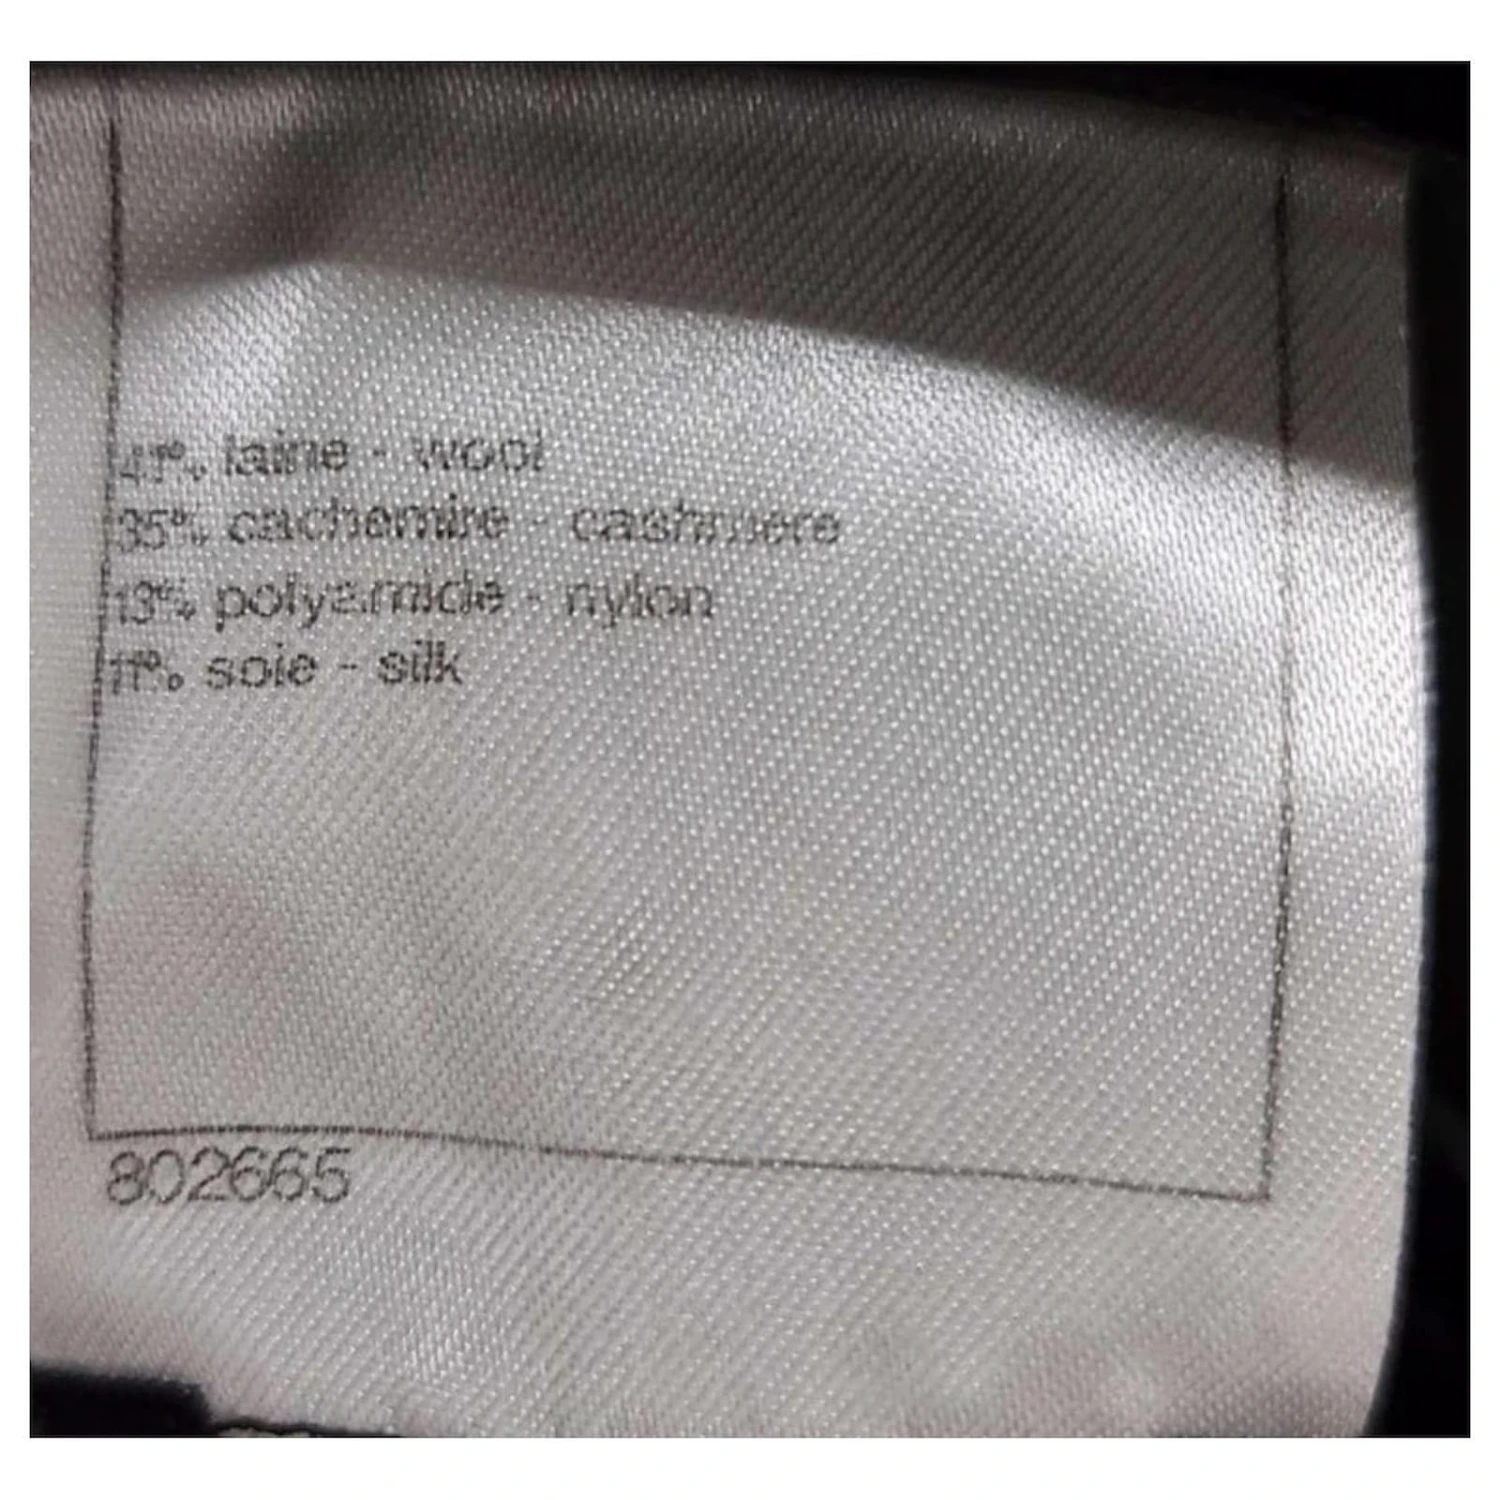 41% laine - wool
35% cachemire - cashmere
13% polyamide - nylon
11% soie - silk
802665